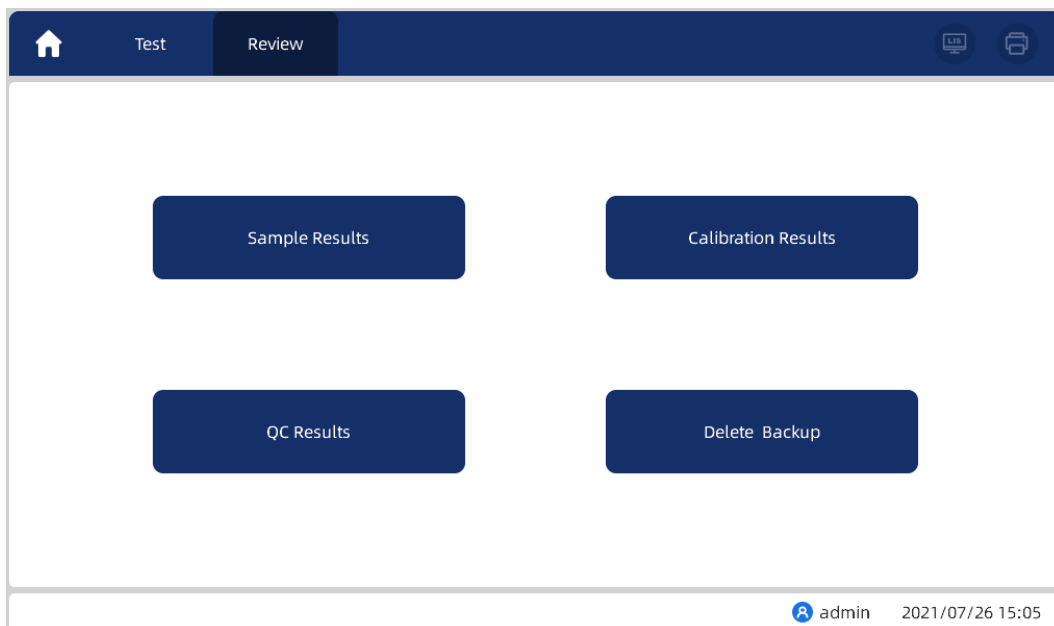 Test Review LIS
Sample Results Calibration Results
QC Results Delete Backup
admin 2021/07/26 15:05